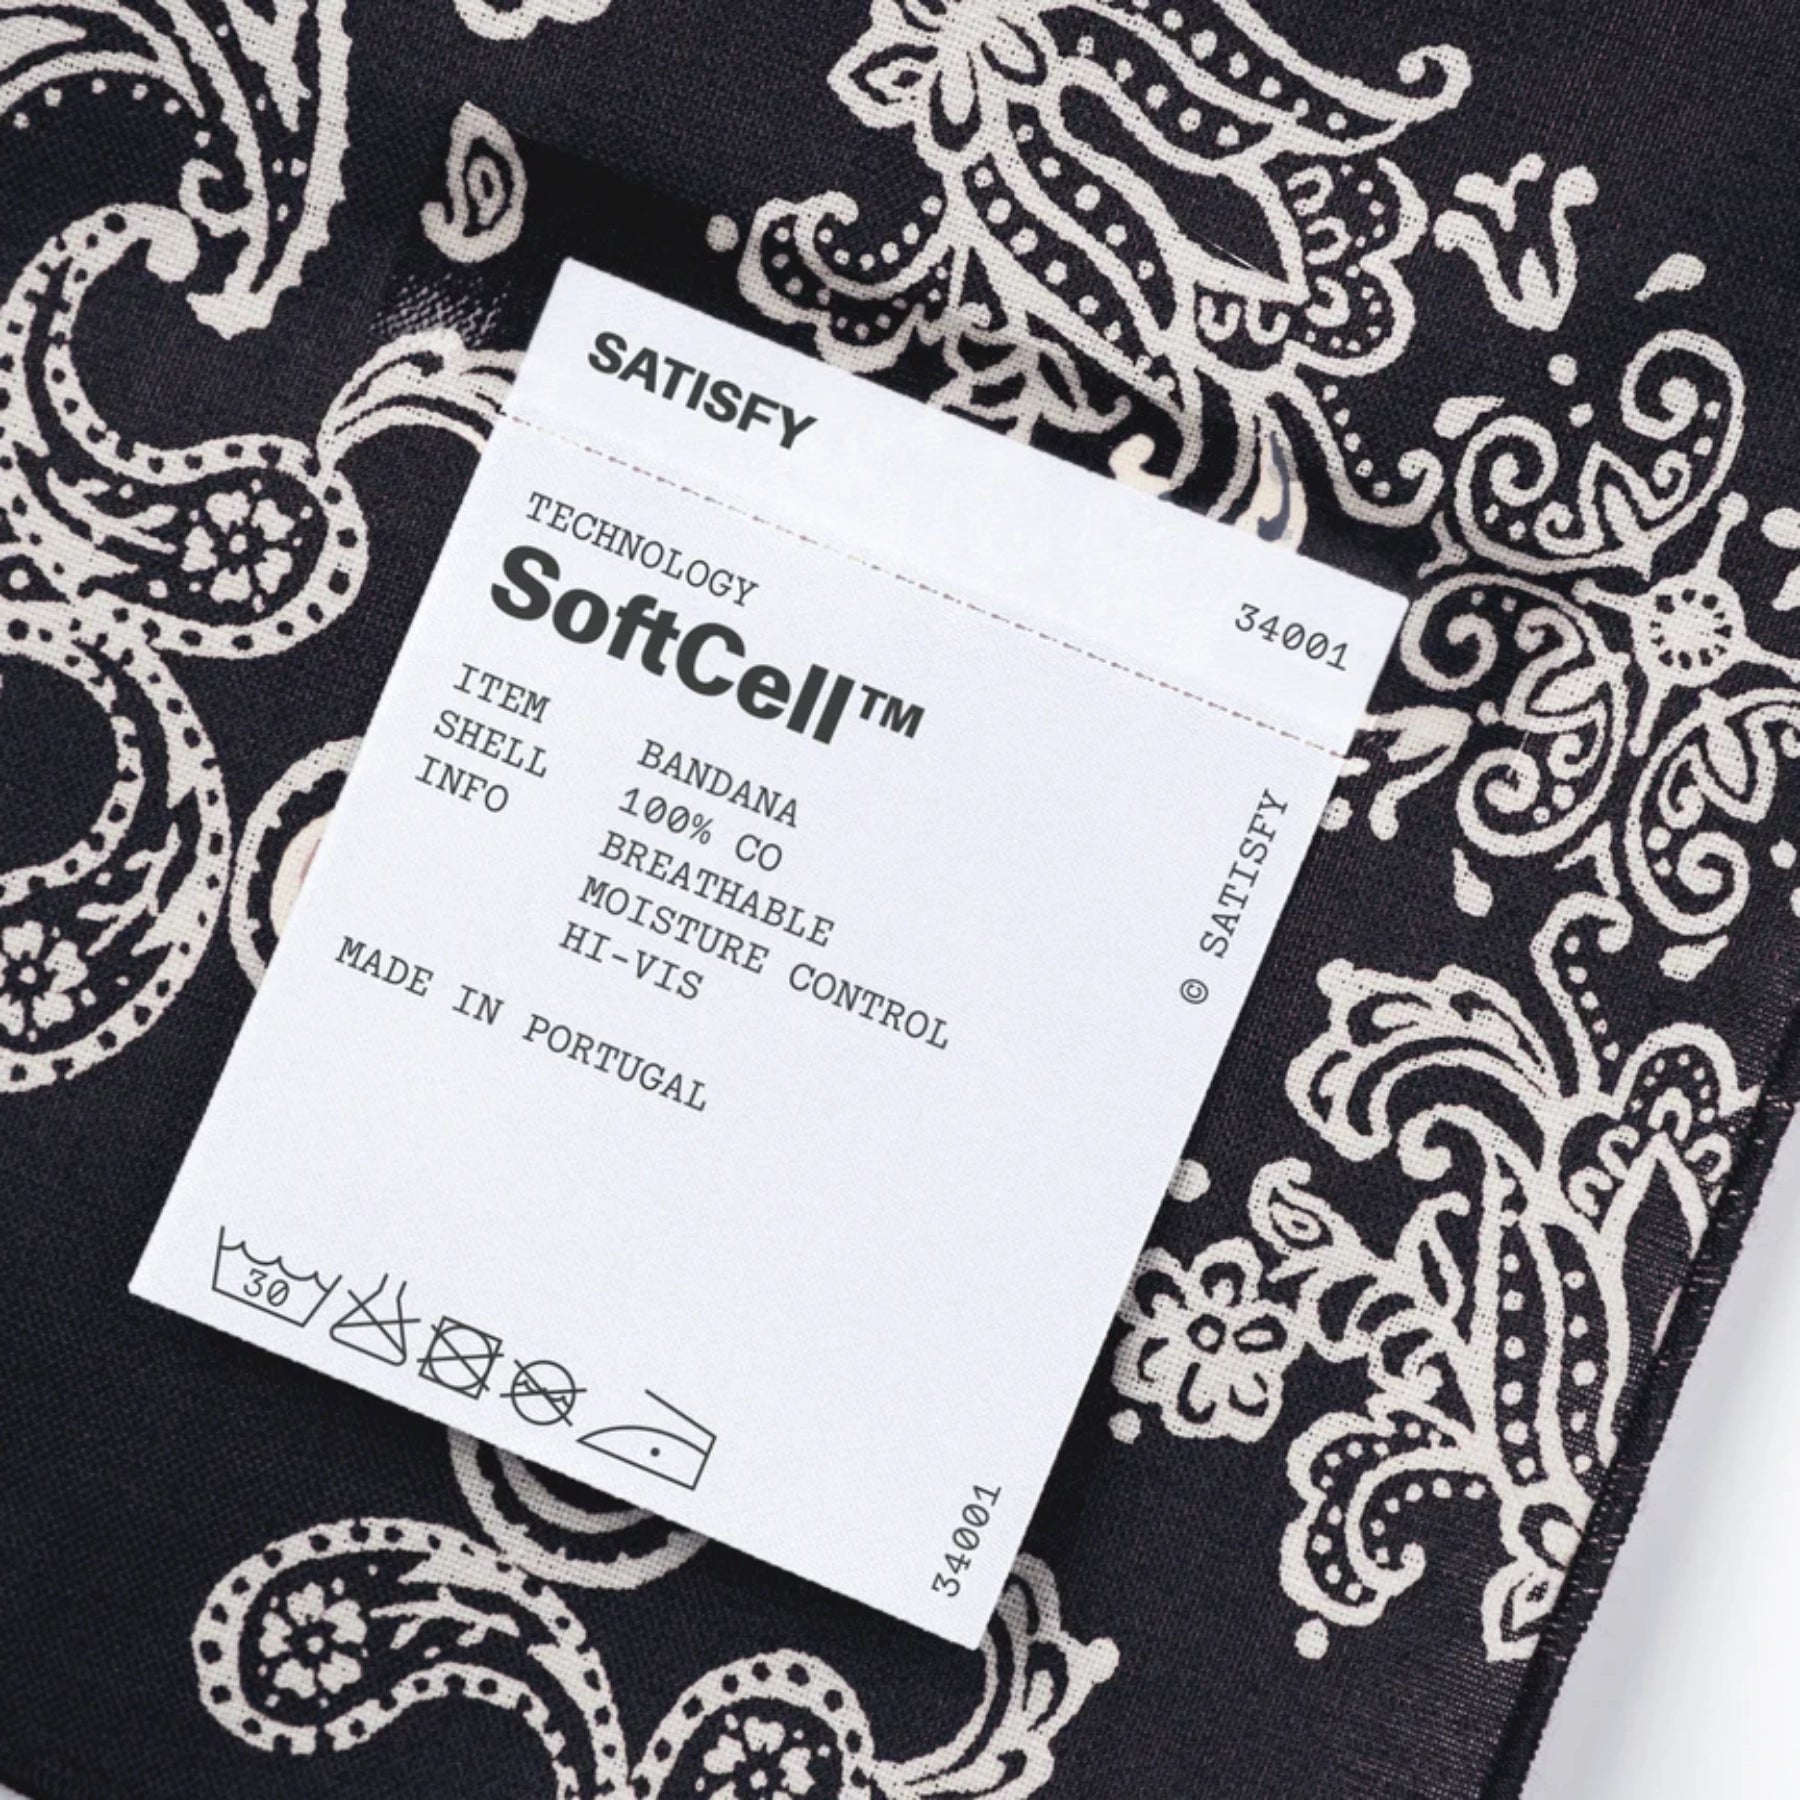 SATISFY
34001
TECHNOLOGY
SoftCell™
ITEM BANDANA
SHELL 100% CO
INFO BREATHABLE
MOISTURE CONTROL
HI-VIS
MADE IN PORTUGAL
© SATISFY
30
34001